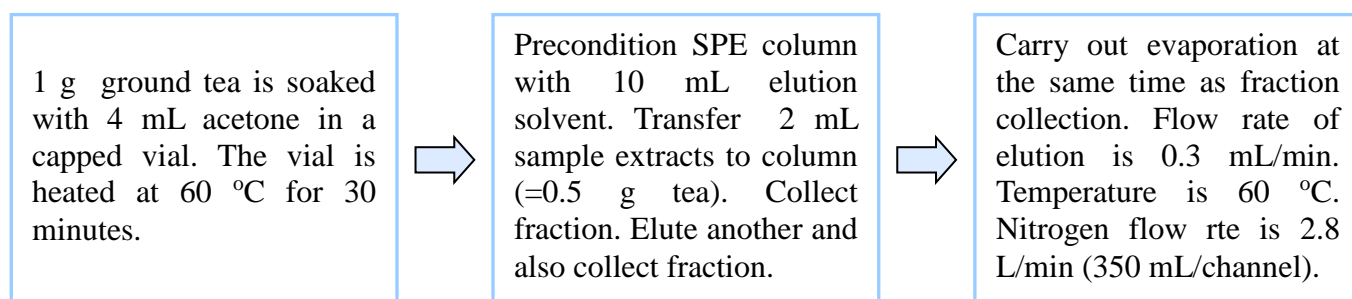 1 g ground tea is soaked
with 4 mL acetone in a
capped vial. The vial is
heated at 60 °C for 30
minutes.
Precondition SPE column
with 10 mL elution
solvent. Transfer 2 mL
sample extracts to column
(=0.5 g tea). Collect
fraction. Elute another and
also collect fraction.
Carry out evaporation at
the same time as fraction
collection. Flow rate of
elution is 0.3 mL/min.
Temperature is 60 °C.
Nitrogen flow rte is 2.8
L/min (350 mL/channel).